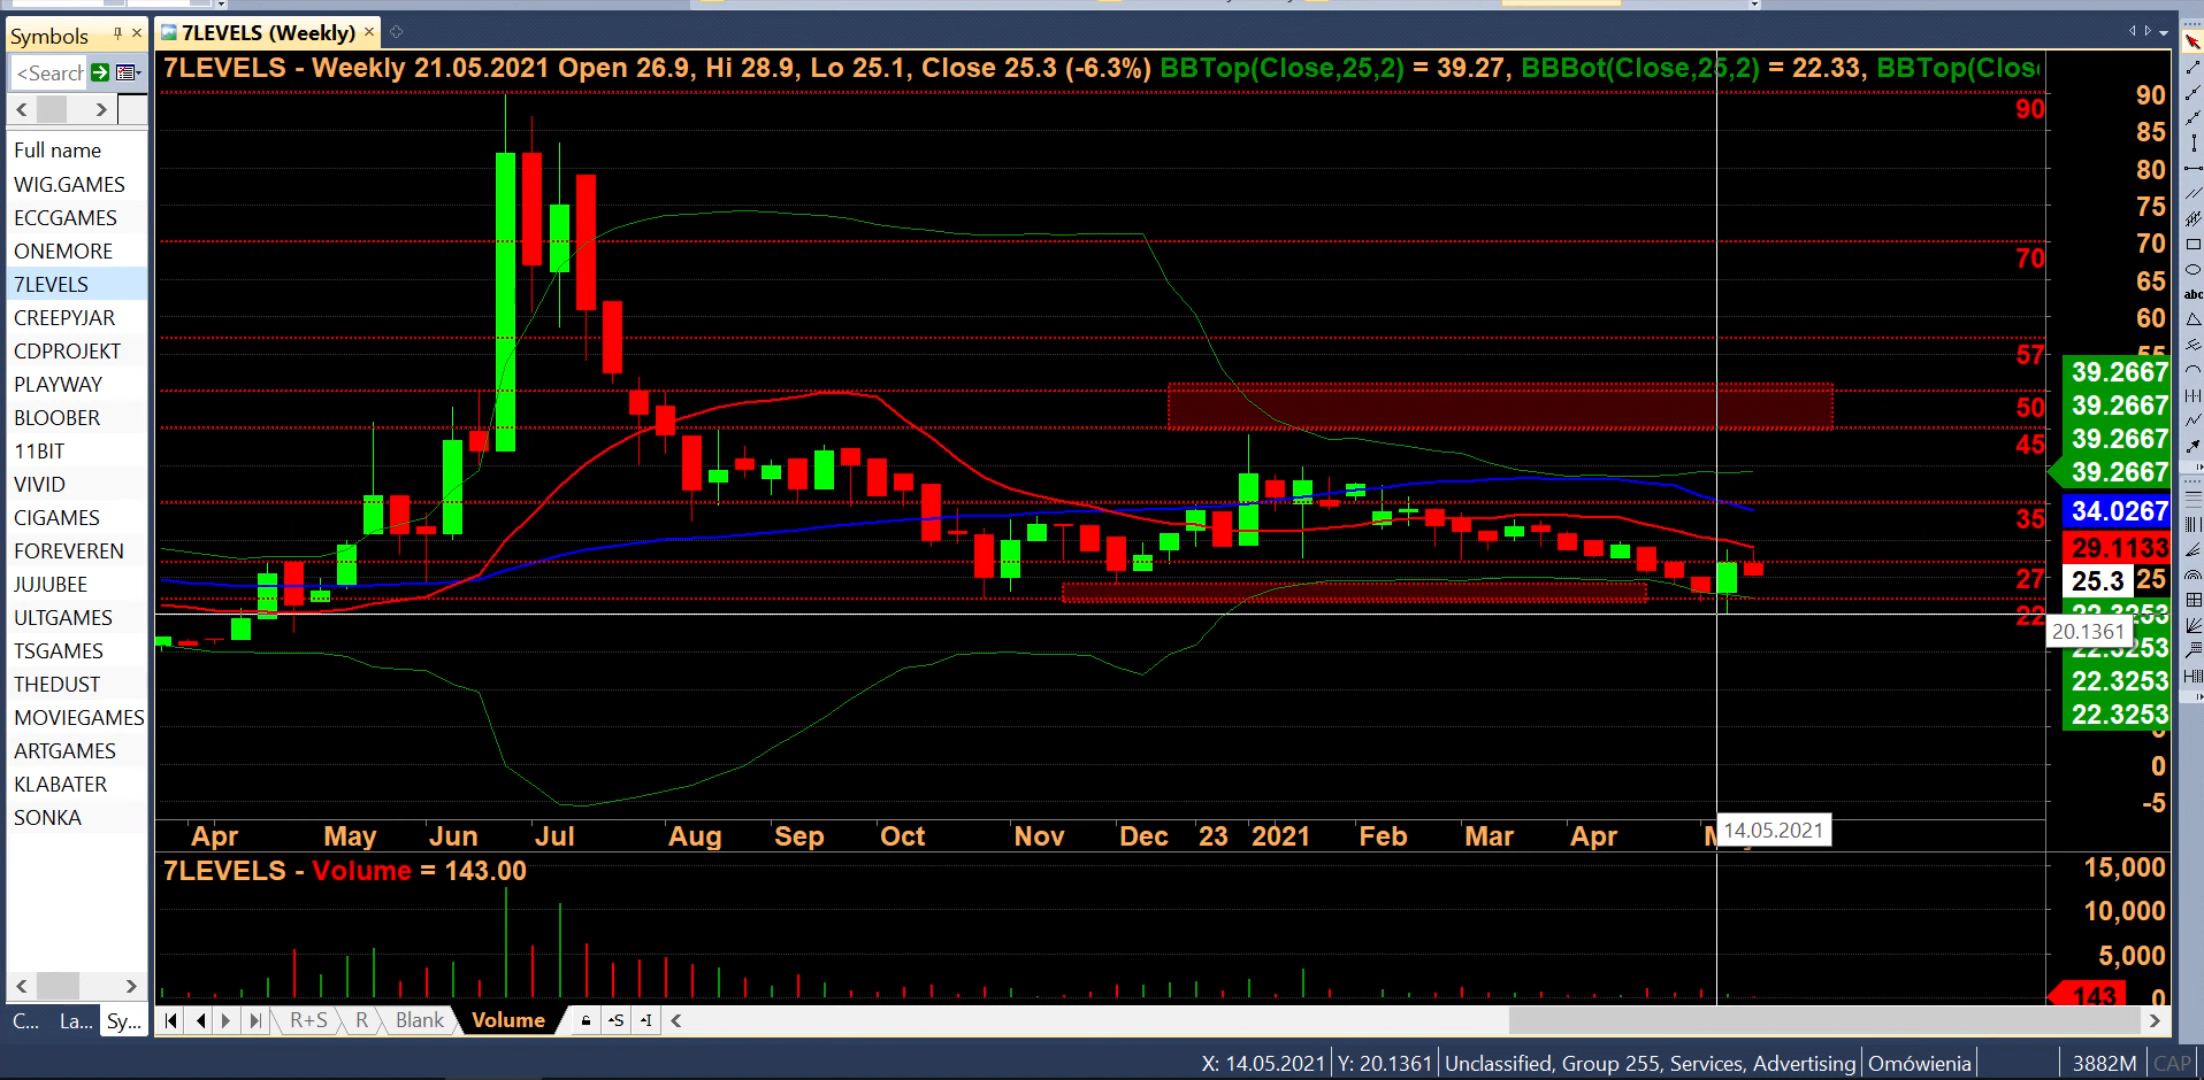 Symbols
<Search
Full name
WIG.GAMES
ECCGAMES
ONEMORE
7LEVELS
CREEPYJAR
CDPROJEKT
PLAYWAY
BLOOBER
11BIT
VIVID
CIGAMES
FOREVEREN
JUJUBEE
ULTGAMES
TSGAMES
THEDUST
MOVIEGAMES
ARTGAMES
KLABATER
SONKA
C... La... Sy...
7LEVELS (Weekly)
7LEVELS - Weekly 21.05.2021 Open 26.9, Hi 28.9, Lo 25.1, Close 25.3 (-6.3%) BBTop(Close,25,2) = 39.27, BBBot(Close,25,2) = 22.33, BBTop(Clos
90
70
57
50
45
35
27
22
90
85
80
75
70
65
60
55
39.2667
39.2667
39.2667
39.2667
34.0267
29.1133
25.3 25
20.1361
22.3253
22.3253
22.3253
0
-5
Apr May Jun Jul Aug Sep Oct Nov Dec 23 2021 Feb Mar Apr
14.05.2021
7LEVELS - Volume = 143.00
15,000
10,000
5,000
143 0
R+S R Blank Volume S I
X: 14.05.2021 Y: 20.1361 Unclassified, Group 255, Services, Advertising Omówienia 3882M CAP
abc